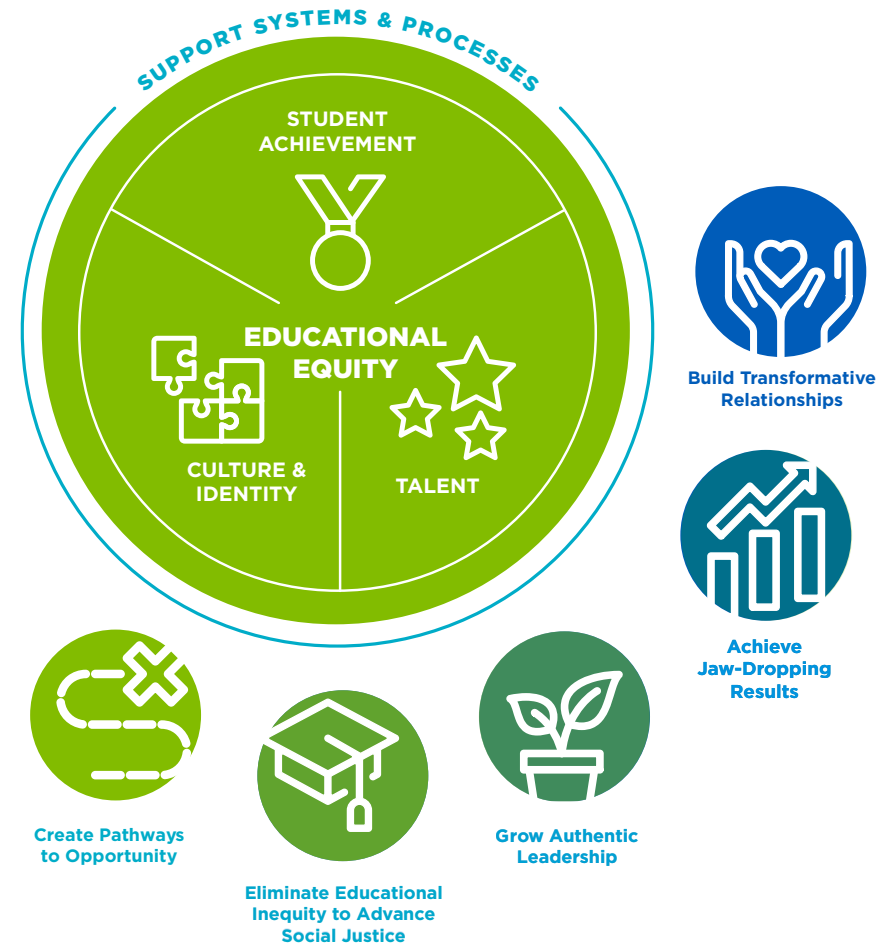 SUPPORT SYSTEMS & PROCESSES
STUDENT
ACHIEVEMENT
EDUCATIONAL
EQUITY
CULTURE &
IDENTITY
TALENT
Build Transformative
Relationships
Achieve
Jaw-Dropping
Results
Grow Authentic
Leadership
Eliminate Educational
Inequity to Advance
Social Justice
Create Pathways
to Opportunity